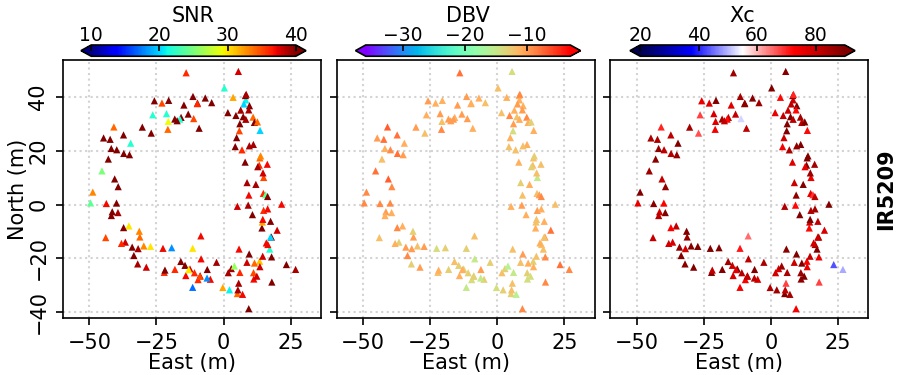 SNR DBV Xc
10 20 30 40 −30 −20 −10 20 40 60 80
40
20
0
−20
−40
North (m)
IR5209
−50 −25 0 25 −50 −25 0 25 −50 −25 0 25
East (m) East (m) East (m)